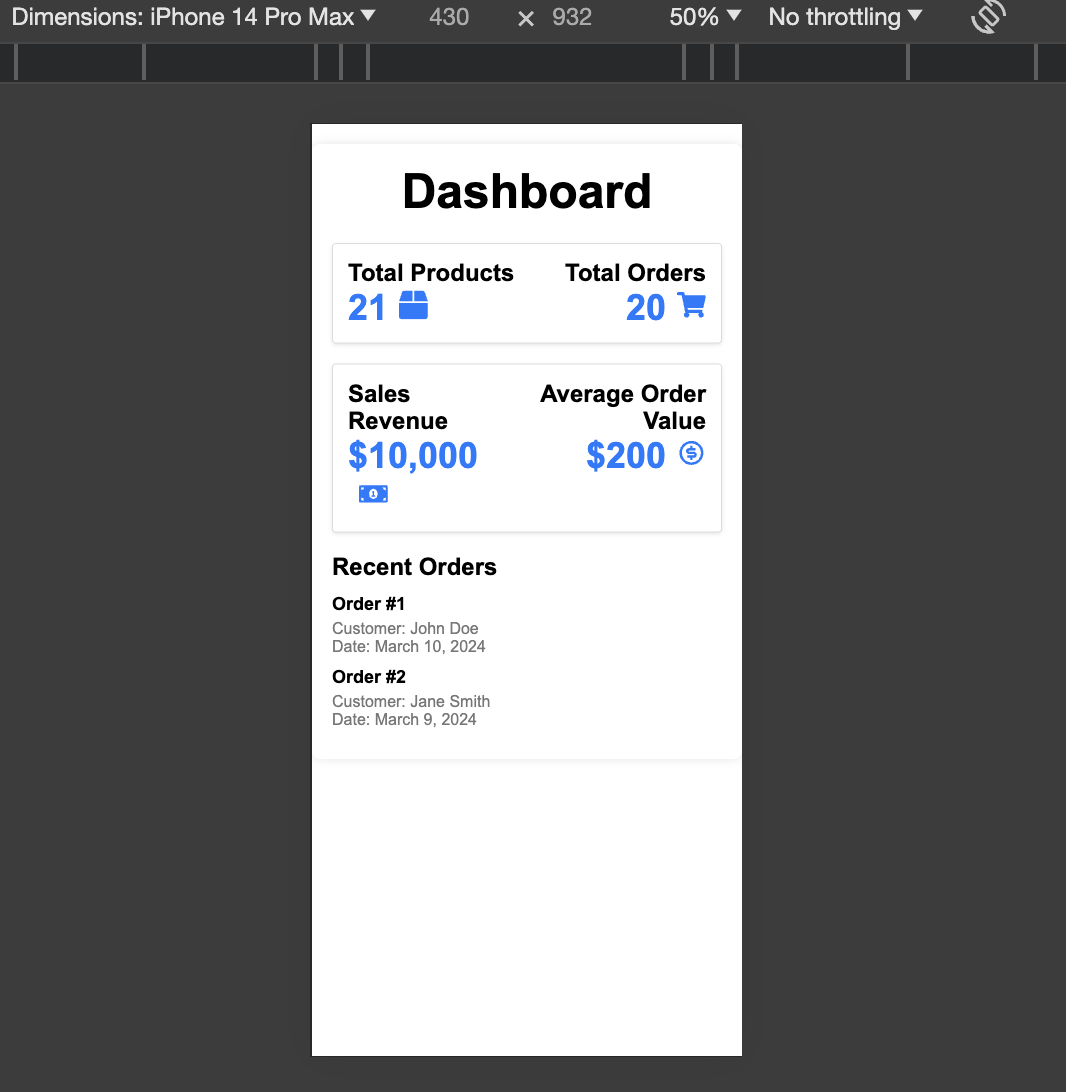 Dimensions: iPhone 14 Pro Max 430 × 932 50% No throttling
Dashboard
Total Products Total Orders
21 20
Sales Average Order
Revenue Value
$10,000 $200
Recent Orders
Order #1
Customer: John Doe
Date: March 10, 2024
Order #2
Customer: Jane Smith
Date: March 9, 2024